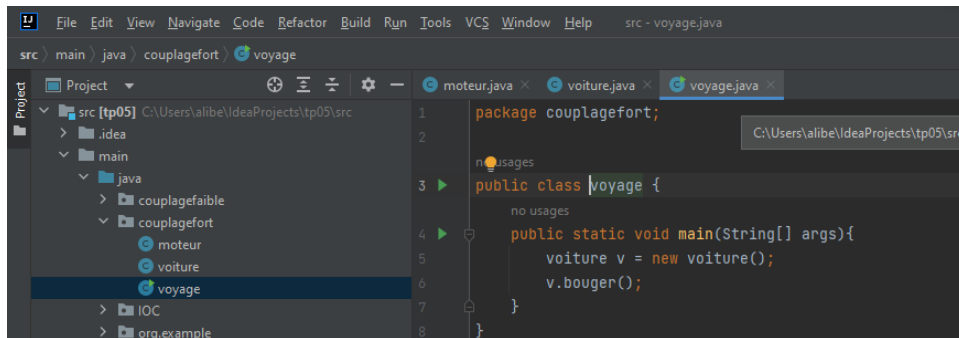 File Edit View Navigate Code Refactor Build Run Tools VCS Window Help src - voyage.java
src main java couplagefort voyage
Project
Project
moteur.java voiture.java voyage.java
src [tp05] C:\Users\alibe\IdeaProjects\tp05\src
.idea
main
java
couplagefaible
couplagefort
moteur
voiture
voyage
IOC
org.example
1 package couplagefort;
C:\Users\alibe\IdeaProjects\tp05\sr
2
usages
3 public class voyage {
no usages
4 public static void main(String[] args){
5 voiture v = new voiture();
6 v.bouger();
7 }
8 }